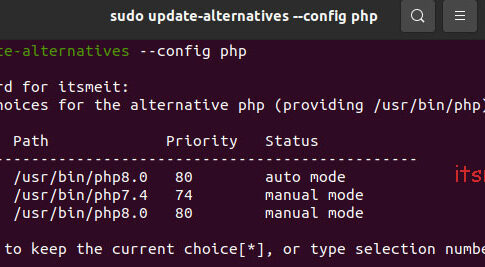 sudo update-alternatives --config php
te-alternatives --config php
rd for itsmeit:
hoices for the alternative php (providing /usr/bin/php)
Path Priority Status
------------------------------------------------
/usr/bin/php8.0 80 auto mode
/usr/bin/php7.4 74 manual mode
/usr/bin/php8.0 80 manual mode
to keep the current choice[*], or type selection numbe